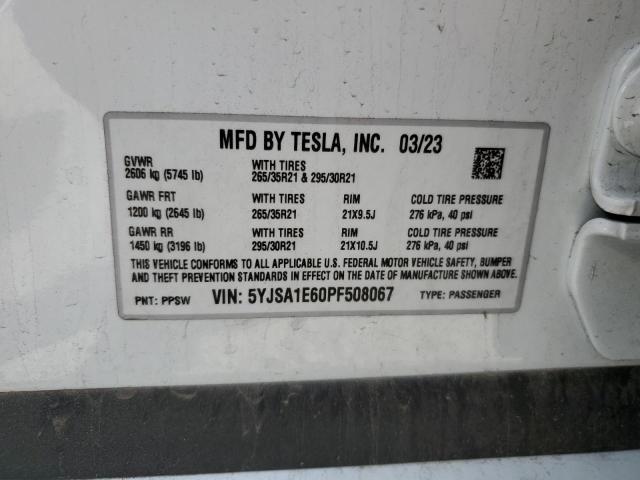 MFD BY TESLA, INC. 03/23
GVWR WITH TIRES
2606 kg (5745 lb) 265/35R21 & 295/30R21
GAWR FRT WITH TIRES RIM COLD TIRE PRESSURE
1200 kg (2645 lb) 265/35R21 21X9.5J 276 kPa, 40 psi
GAWR RR WITH TIRES RIM COLD TIRE PRESSURE
1450 kg (3196 lb) 295/30R21 21X10.5J 276 kPa, 40 psi
THIS VEHICLE CONFORMS TO ALL APPLICABLE U.S. FEDERAL MOTOR VEHICLE SAFETY, BUMPER
AND THEFT PREVENTION STANDARDS IN EFFECT ON THE DATE OF MANUFACTURE SHOWN ABOVE.
PNT: PPSW VIN: 5YJSA1E60PF508067 TYPE: PASSENGER